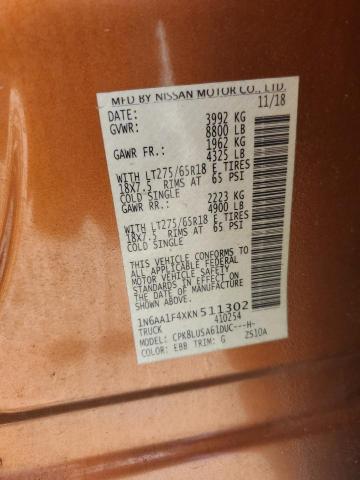 MFD BY NISSAN MOTOR CO., LTD.
DATE: 11/18
GVWR: 3992 KG
8800 LB
GAWR FR.: 1962 KG
4325 LB
WITH LT275/65R18 E TIRES
18X7.5 RIMS AT 65 PSI
COLD SINGLE
GAWR RR.: 2223 KG
4900 LB
WITH LT275/65R18 E TIRES
18X7.5 RIMS AT 65 PSI
COLD SINGLE
THIS VEHICLE CONFORMS TO
ALL APPLICABLE FEDERAL
MOTOR VEHICLE SAFETY
STANDARDS IN EFFECT ON
THE DATE OF MANUFACTURE
SHOWN ABOVE.
1N6AA1F4XKN511302
TRUCK 410254
MODEL: CPK8LUSA61DUC---H-
COLOR: EBB TRIM: G ZS10A